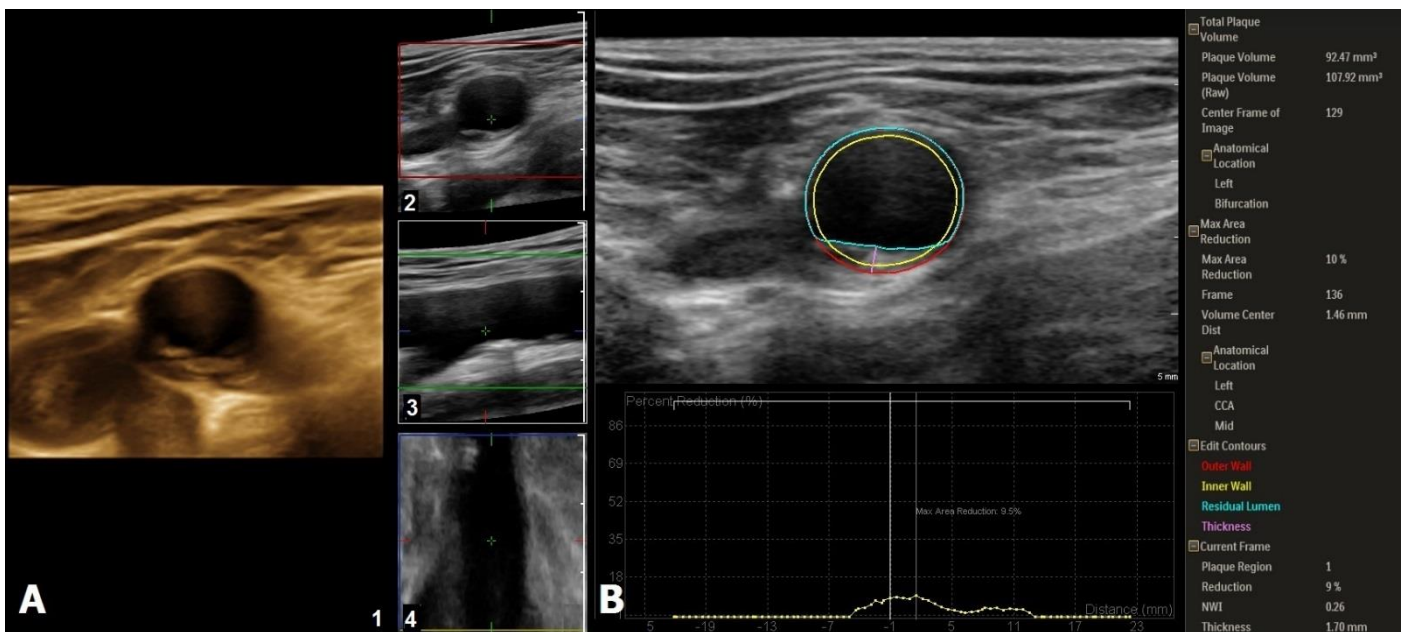 A
1
2
3
4
B
5 mm
Percent Reduction (%)
86
69
52
35
18
0
Max Area Reduction: 9.5%
Distance (mm)
5 -19 -13 -7 -1 5 11 17 23
Total Plaque
Volume
Plaque Volume 92.47 mm³
Plaque Volume 107.92 mm³
(Raw)
Center Frame of 129
Image
Anatomical
Location
Left
Bifurcation
Max Area
Reduction
Max Area 10 %
Reduction
Frame 136
Volume Center 1.46 mm
Dist
Anatomical
Location
Left
CCA
Mid
Edit Contours
Outer Wall
Inner Wall
Residual Lumen
Thickness
Current Frame
Plaque Region 1
Reduction 9 %
NWI 0.26
Thickness 1.70 mm